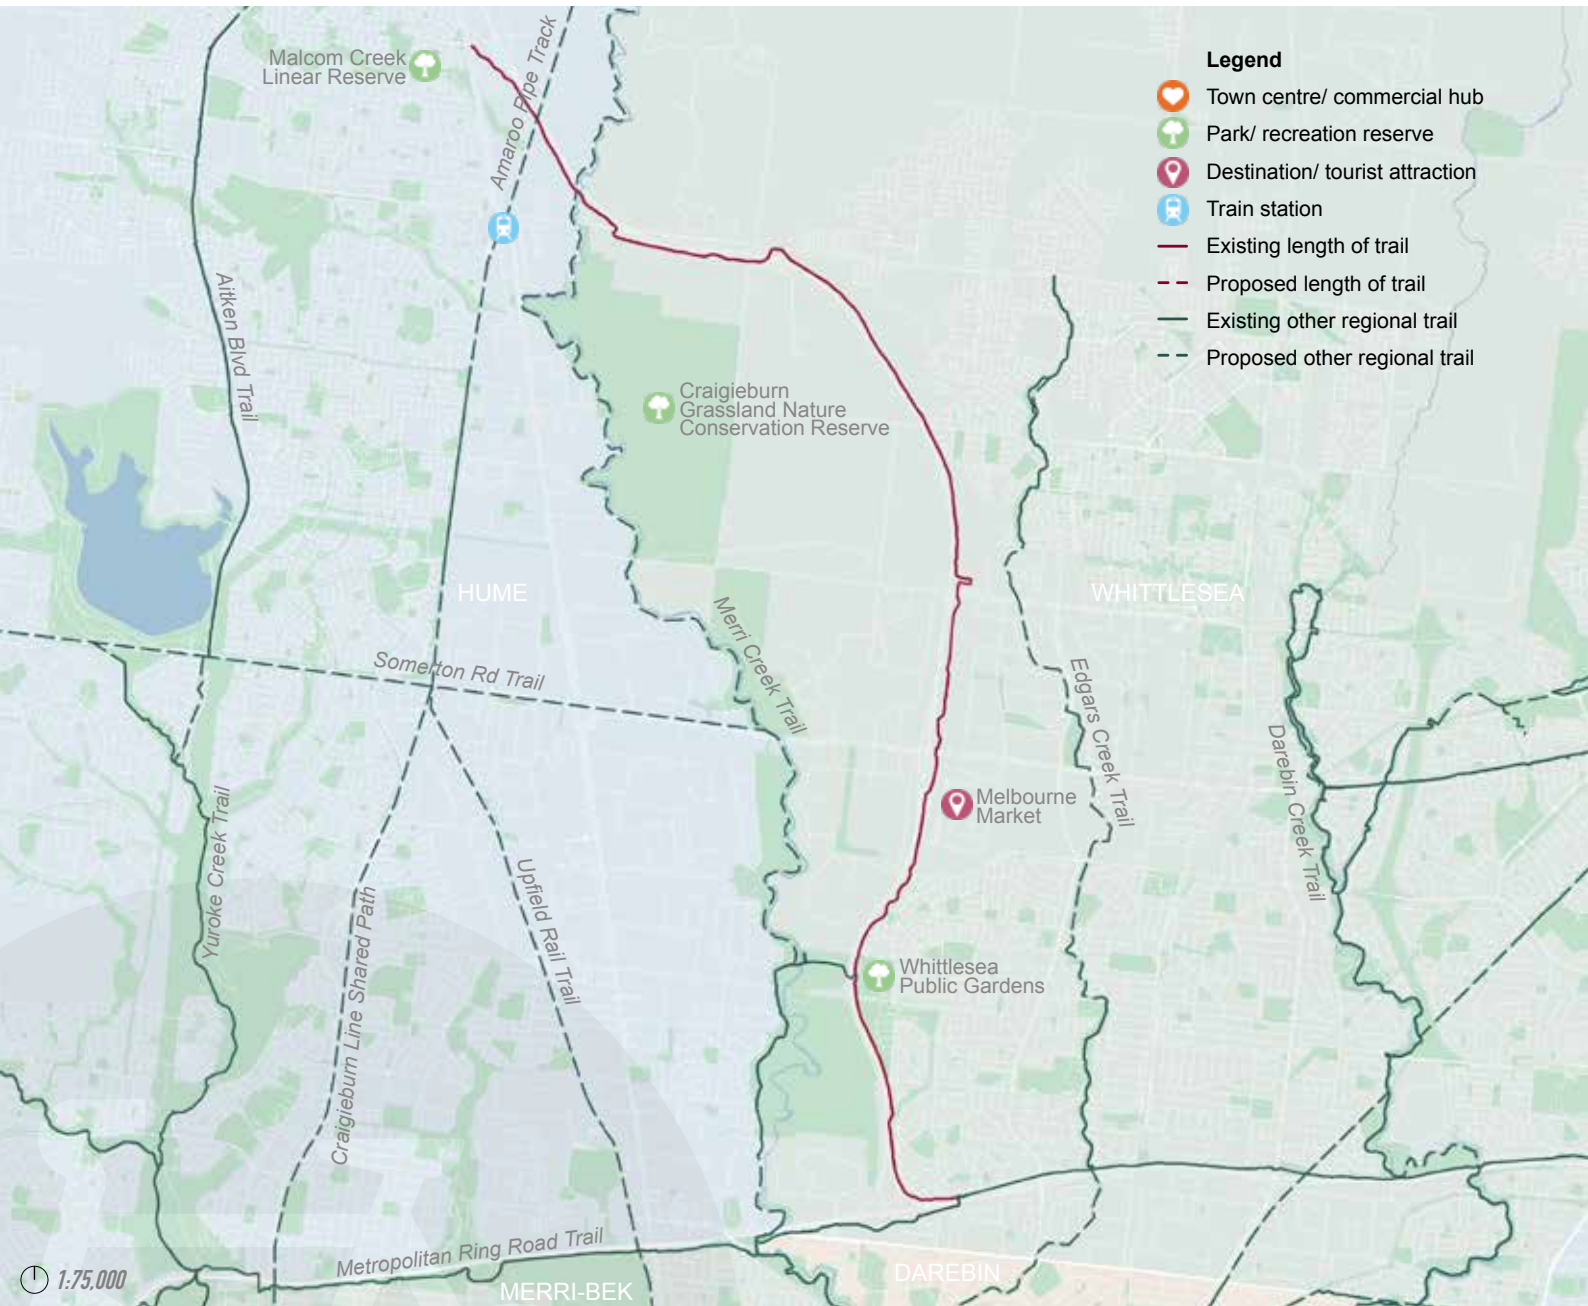 Malcom Creek
Linear Reserve
Amaroo Pipe Track
Legend
Town centre/ commercial hub
Park/ recreation reserve
Destination/ tourist attraction
Train station
Existing length of trail
Proposed length of trail
Existing other regional trail
Proposed other regional trail
Aitken Blvd Trail
Craigieburn
Grassland Nature
Conservation Reserve
HUME
WHITTLESEA
Merri Creek Trail
Somerton Rd Trail
Edgars Creek Trail
Darebin Creek Trail
Melbourne
Market
Yuroke Creek Trail
Upfield Rail Trail
Craigieburn Line Shared Path
Whittlesea
Public Gardens
Metropolitan Ring Road Trail
DAREBIN
MERRI-BEK
1:75,000